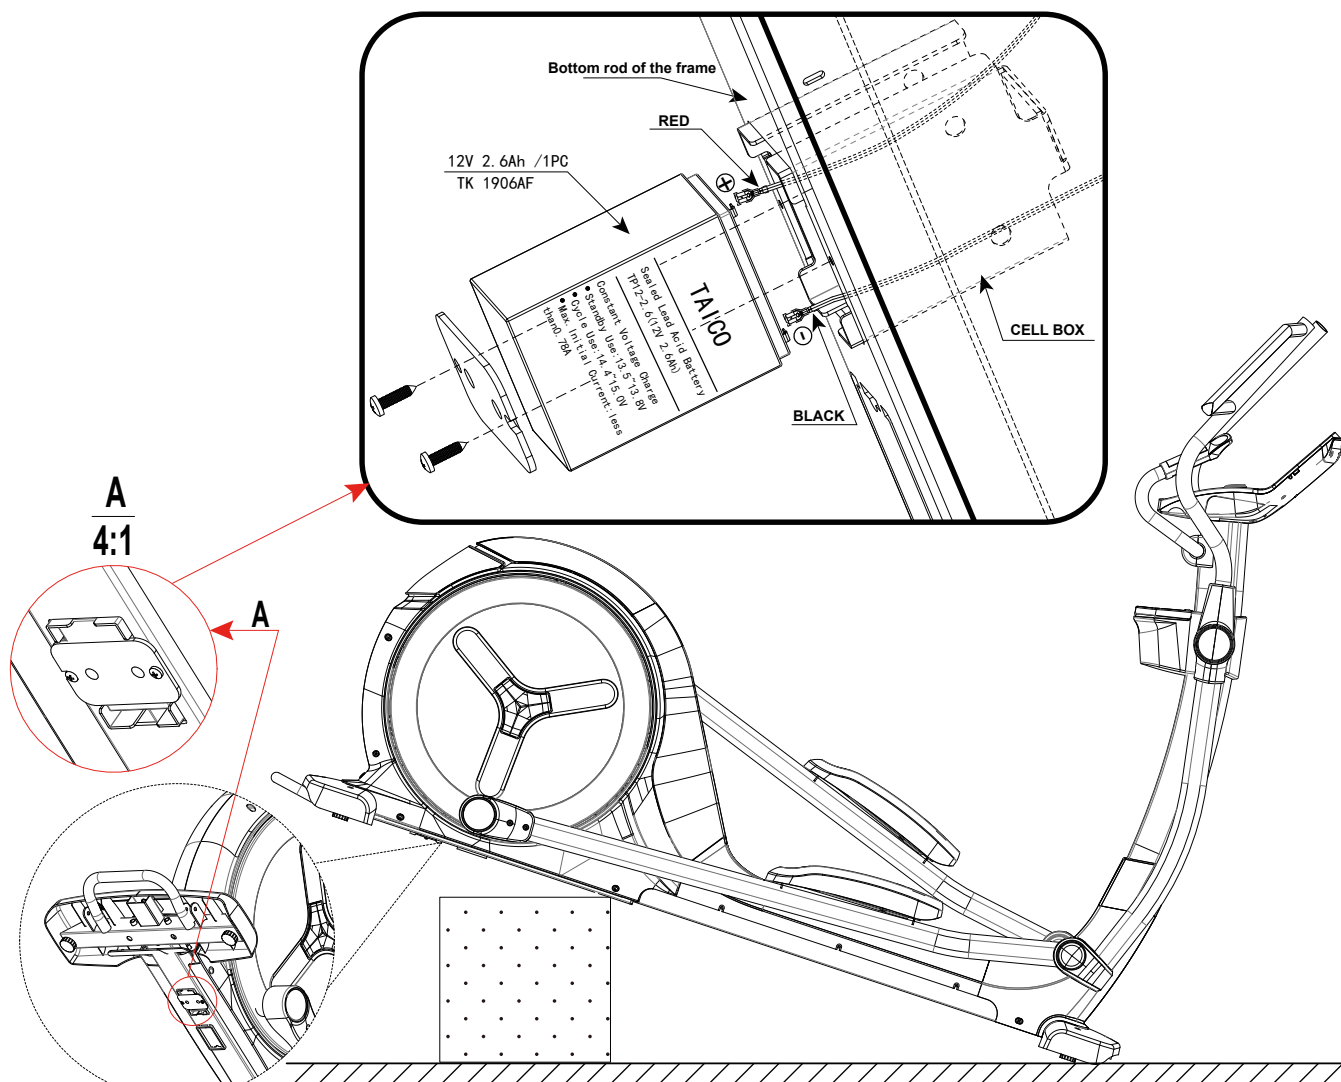 Bottom rod of the frame
RED
12V 2.6Ah /1PC
TK 1906AF
+
TAICO
Sealed Lead Acid Battery
TP12-2.6(12V 2.6Ah)
Constant Voltage Charge
● Standby Use:13.5~13.8V
● Cycle Use:14.4~15.0V
● Max. Initial Current:less
than0.78A
-
BLACK
CELL BOX
A
4:1
A